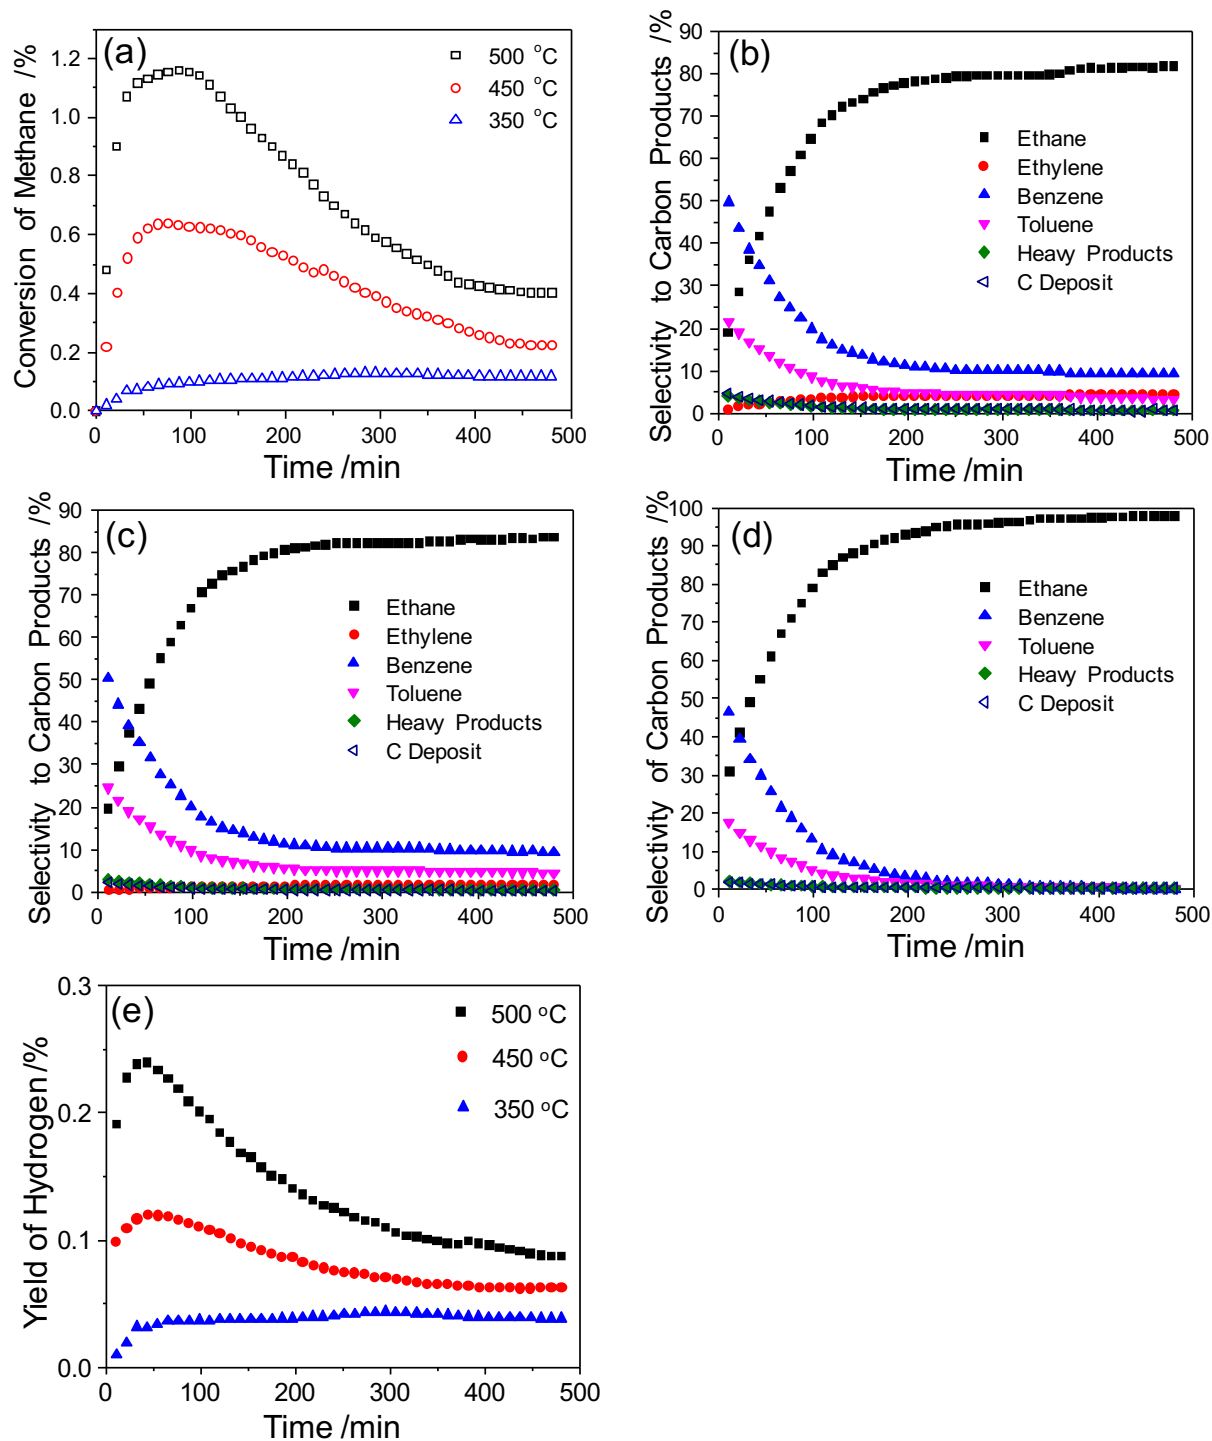 (a)
500 °C
450 °C
350 °C
1.2
1.0
0.8
0.6
0.4
0.2
0.0
0 100 200 300 400 500
Conversion of Methane /%
Time /min
(b)
Ethane
Ethylene
Benzene
Toluene
Heavy Products
C Deposit
90
80
70
60
50
40
30
20
10
0
0 100 200 300 400 500
Selectivity to Carbon Products /%
Time /min
(c)
Ethane
Ethylene
Benzene
Toluene
Heavy Products
C Deposit
90
80
70
60
50
40
30
20
10
0
0 100 200 300 400 500
Selectivity to Carbon Products /%
Time /min
(d)
Ethane
Benzene
Toluene
Heavy Products
C Deposit
100
90
80
70
60
50
40
30
20
10
0
0 100 200 300 400 500
Selectivity of Carbon Products /%
Time /min
(e)
500 °C
450 °C
350 °C
0.3
0.2
0.1
0.0
0 100 200 300 400 500
Yield of Hydrogen /%
Time /min